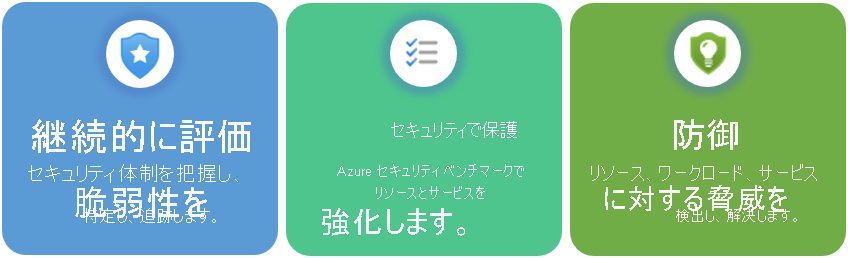 継続的に評価
セキュリティ体制を把握し、
脆弱性を
特定し、追跡します。
セキュリティで保護
Azure セキュリティベンチマークで
リソースとサービスを
強化します。
防御
リソース、ワークロード、サービス
に対する脅威を
検出し、解決します。